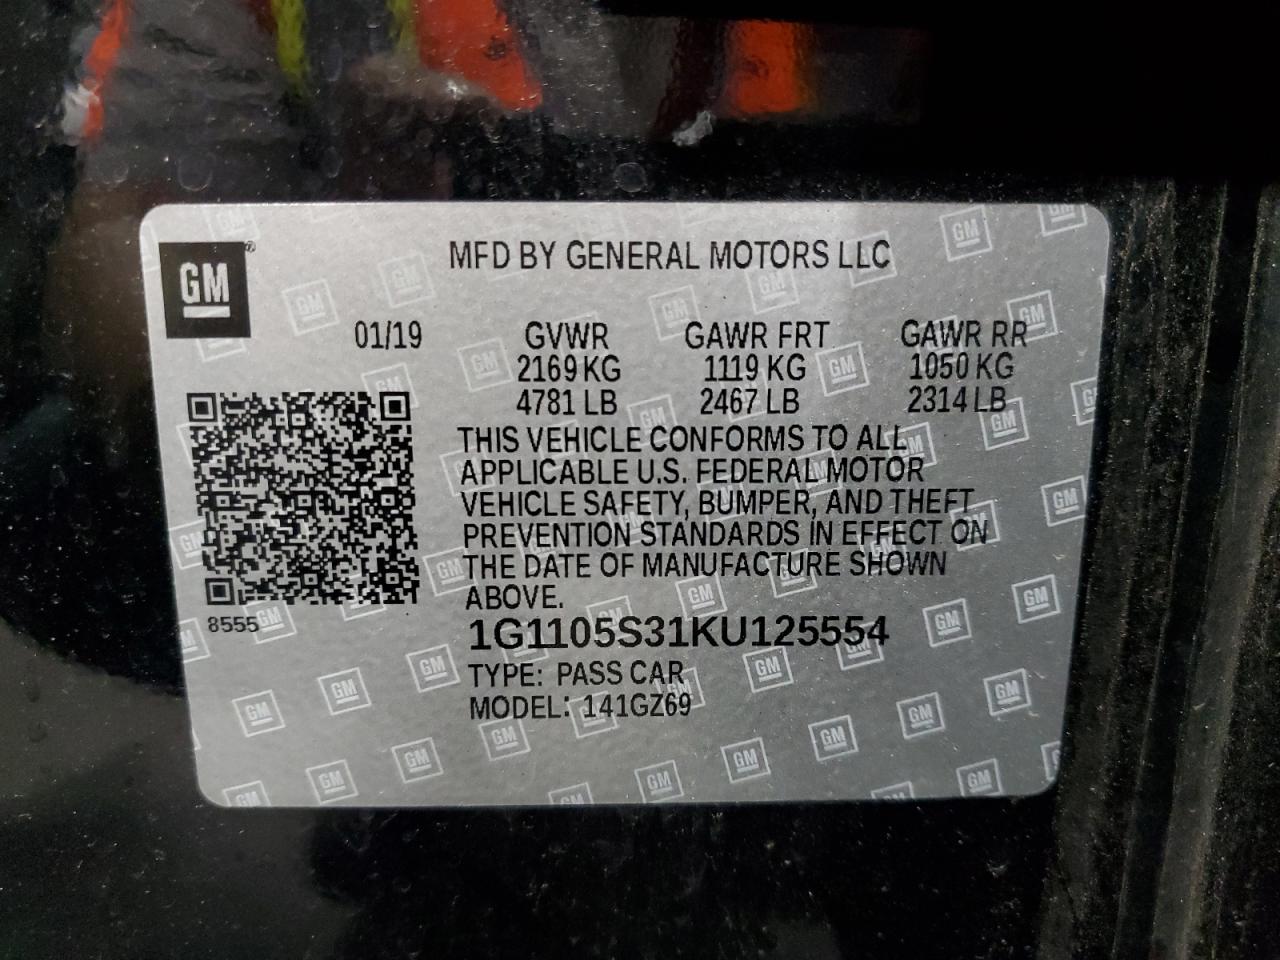 GM®
MFD BY GENERAL MOTORS LLC
01/19
GVWR GAWR FRT GAWR RR
2169 KG 1119 KG 1050 KG
4781 LB 2467 LB 2314 LB
THIS VEHICLE CONFORMS TO ALL
APPLICABLE U.S. FEDERAL MOTOR
VEHICLE SAFETY, BUMPER, AND THEFT
PREVENTION STANDARDS IN EFFECT ON
THE DATE OF MANUFACTURE SHOWN
ABOVE.
8555
1G1105S31KU125554
TYPE: PASS CAR
MODEL: 141GZ69